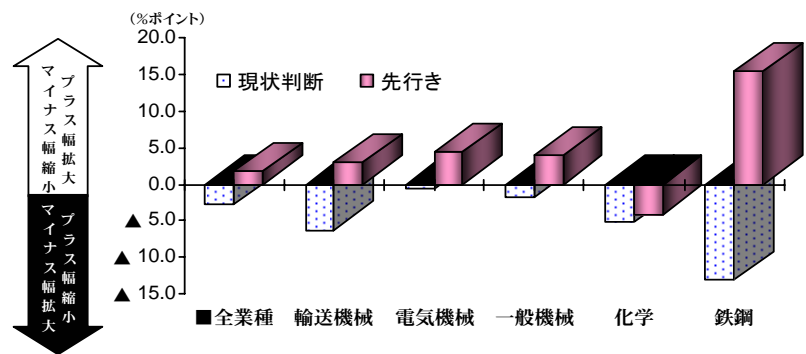 （%ポイント）
20.0
15.0
10.0
5.0
0.0
▲ 5.0
▲ 10.0
▲ 15.0
現状判断 先行き
プラス幅拡大
マイナス幅縮小
プラス幅縮小
マイナス幅拡大
■全業種 輸送機械 電気機械 一般機械 化学 鉄鋼